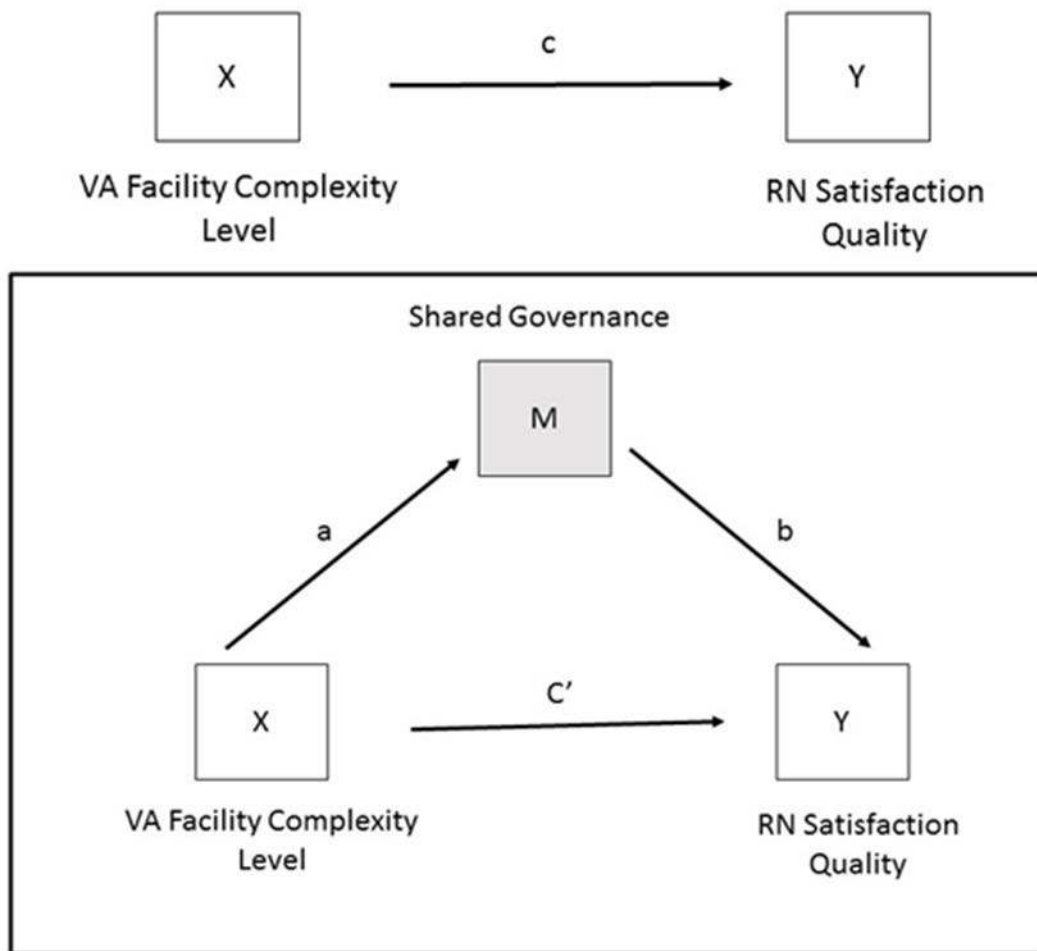 X
c
Y
VA Facility Complexity
Level
RN Satisfaction
Quality
Shared Governance
M
a
b
X
C’
Y
VA Facility Complexity
Level
RN Satisfaction
Quality